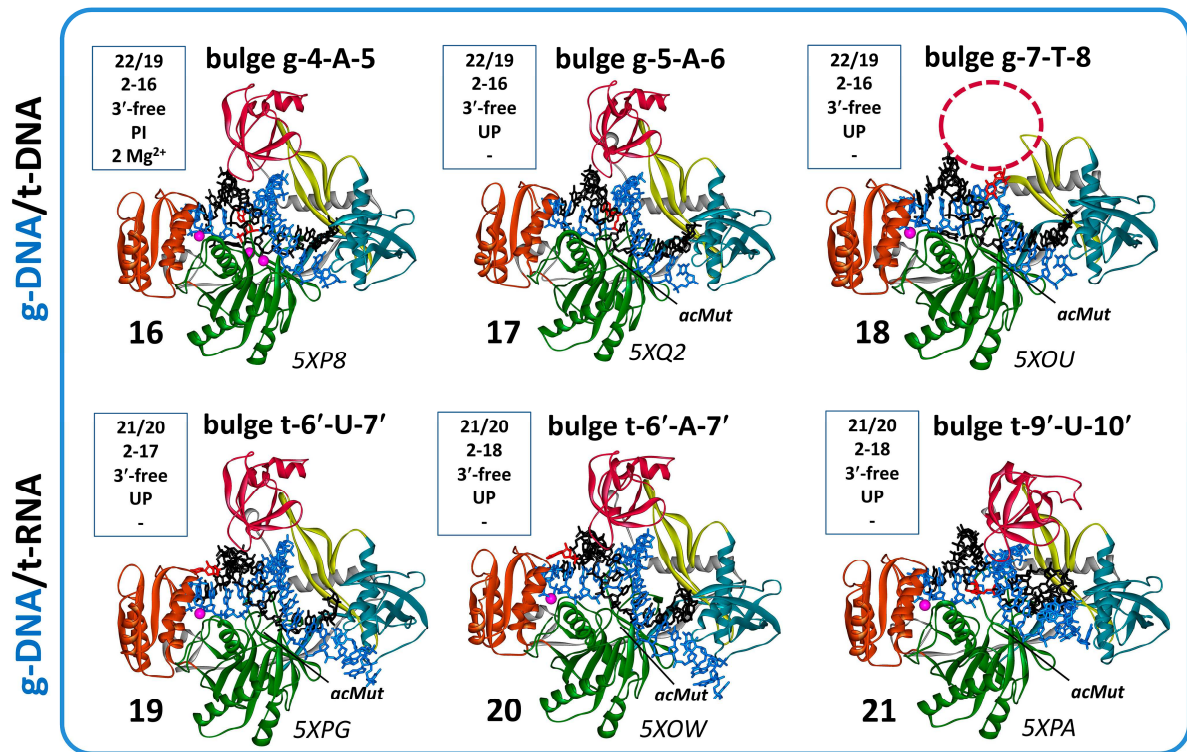 g-DNA/t-DNA
22/19
2-16
3′-free
PI
2 Mg²⁺
bulge g-4-A-5
16
5XP8
22/19
2-16
3′-free
UP
-
bulge g-5-A-6
acMut
17
5XQ2
22/19
2-16
3′-free
UP
-
bulge g-7-T-8
acMut
18
5XOU
g-DNA/t-RNA
21/20
2-17
3′-free
UP
-
bulge t-6′-U-7′
acMut
19
5XPG
21/20
2-18
3′-free
UP
-
bulge t-6′-A-7′
acMut
20
5XOW
21/20
2-18
3′-free
UP
-
bulge t-9′-U-10′
acMut
21
5XPA